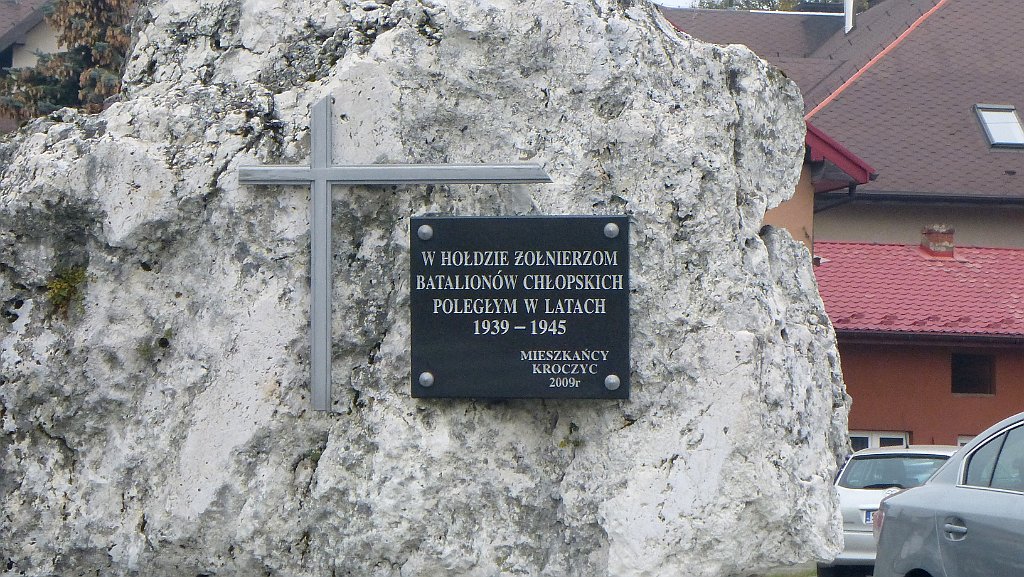 W HOŁDZIE ŻOŁNIERZOM
BATALIONÓW CHŁOPSKICH
POLEGŁYM W LATACH
1939 – 1945
MIESZKAŃCY
KROCZYC
2009r